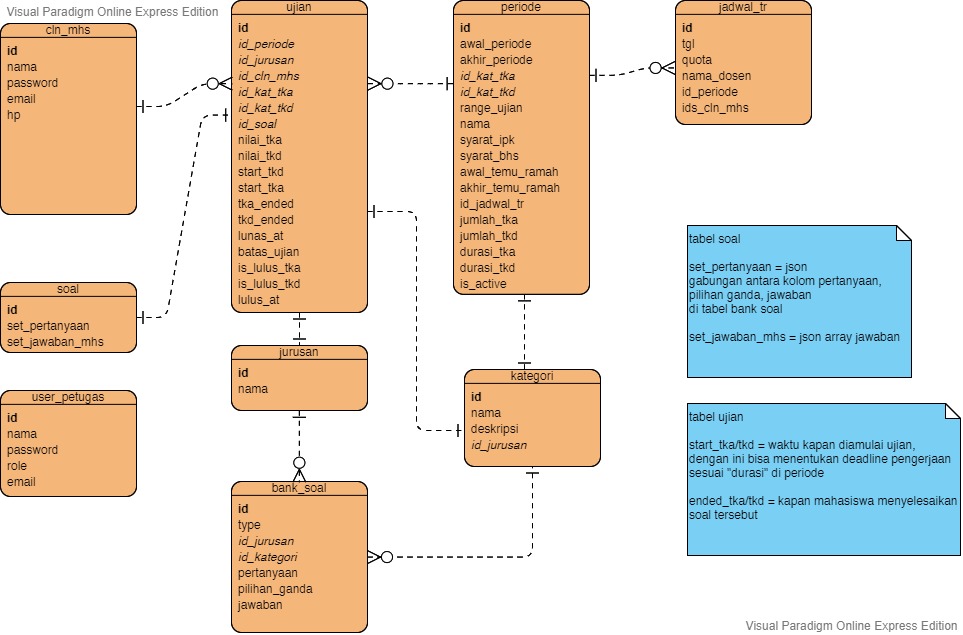 Visual Paradigm Online Express Edition
cln_mhs
id
nama
password
email
hp
ujian
id
id_periode
id_jurusan
id_cln_mhs
id_kat_tka
id_kat_tkd
id_soal
nilai_tka
nilai_tkd
start_tkd
start_tka
tka_ended
tkd_ended
lunas_at
batas_ujian
is_lulus_tka
is_lulus_tkd
lulus_at
periode
id
awal_periode
akhir_periode
id_kat_tka
id_kat_tkd
range_ujian
nama
syarat_ipk
syarat_bhs
awal_temu_ramah
akhir_temu_ramah
id_jadwal_tr
jumlah_tka
jumlah_tkd
durasi_tka
durasi_tkd
is_active
jadwal_tr
id
tgl
quota
nama_dosen
id_periode
ids_cln_mhs
soal
id
set_pertanyaan
set_jawaban_mhs
user_petugas
id
nama
password
role
email
jurusan
id
nama
bank_soal
id
type
id_jurusan
id_kategori
pertanyaan
pilihan_ganda
jawaban
kategori
id
nama
deskripsi
id_jurusan
tabel soal
set_pertanyaan = json
gabungan antara kolom pertanyaan,
pilihan ganda, jawaban
di tabel bank soal
set_jawaban_mhs = json array jawaban
tabel ujian
start_tka/tkd = waktu kapan diamulai ujian,
dengan ini bisa menentukan deadline pengerjaan
sesuai "durasi" di periode
ended_tka/tkd = kapan mahasiswa menyelesaikan
soal tersebut
Visual Paradigm Online Express Edition